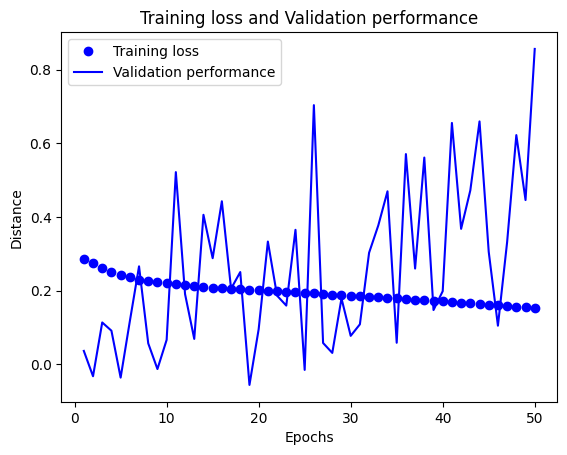 Training loss and Validation performance
Training loss
Validation performance
0.8
0.6
0.4
0.2
0.0
Distance
0
10
20
30
40
50
Epochs